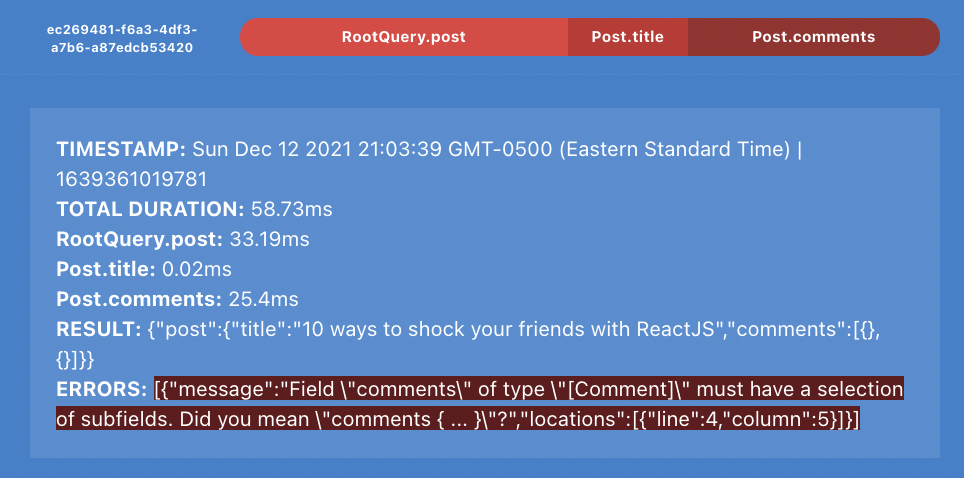 ec269481-f6a3-4df3-
a7b6-a87edcb53420
RootQuery.post
Post.title
Post.comments
TIMESTAMP: Sun Dec 12 2021 21:03:39 GMT-0500 (Eastern Standard Time) |
1639361019781
TOTAL DURATION: 58.73ms
RootQuery.post: 33.19ms
Post.title: 0.02ms
Post.comments: 25.4ms
RESULT: {"post":{"title":"10 ways to shock your friends with ReactJS","comments":[{},
{}]}}
ERRORS: [{"message":"Field \"comments\" of type \"[Comment]\" must have a selection
of subfields. Did you mean \"comments { ... }\"?","locations":[{"line":4,"column":5}]}]